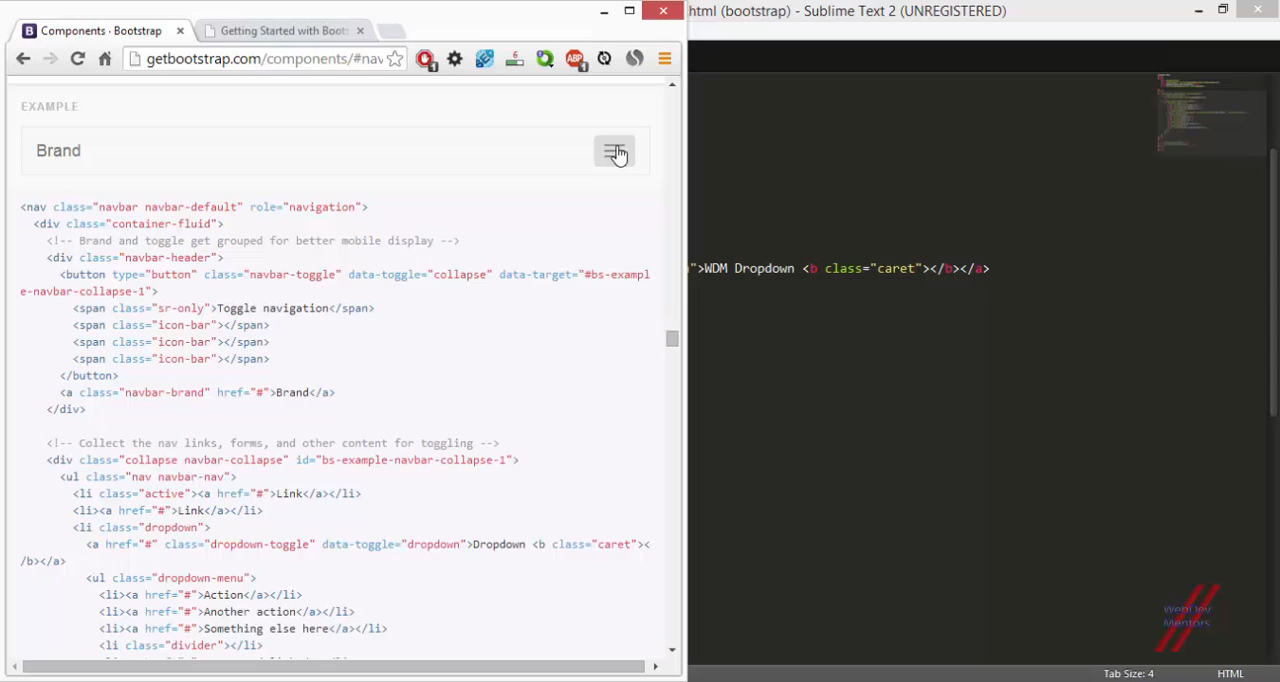 Components · Bootstrap
Getting Started with Boots
html (bootstrap) - Sublime Text 2 (UNREGISTERED)
getbootstrap.com/components/#nav
EXAMPLE
Brand
<nav class="navbar navbar-default" role="navigation">
<div class="container-fluid">
<!-- Brand and toggle get grouped for better mobile display -->
<div class="navbar-header">
<button type="button" class="navbar-toggle" data-toggle="collapse" data-target="#bs-exampl
e-navbar-collapse-1">
<span class="sr-only">Toggle navigation</span>
<span class="icon-bar"></span>
<span class="icon-bar"></span>
<span class="icon-bar"></span>
</button>
<a class="navbar-brand" href="#">Brand</a>
</div>
<!-- Collect the nav links, forms, and other content for toggling -->
<div class="collapse navbar-collapse" id="bs-example-navbar-collapse-1">
<ul class="nav navbar-nav">
<li class="active"><a href="#">Link</a></li>
<li><a href="#">Link</a></li>
<li class="dropdown">
<a href="#" class="dropdown-toggle" data-toggle="dropdown">Dropdown <b class="caret"><
/b></a>
<ul class="dropdown-menu">
<li><a href="#">Action</a></li>
<li><a href="#">Another action</a></li>
<li><a href="#">Something else here</a></li>
<li class="divider"></li>
">WDM Dropdown <b class="caret"></b></a>
WebDev
Mentors
Tab Size: 4
HTML